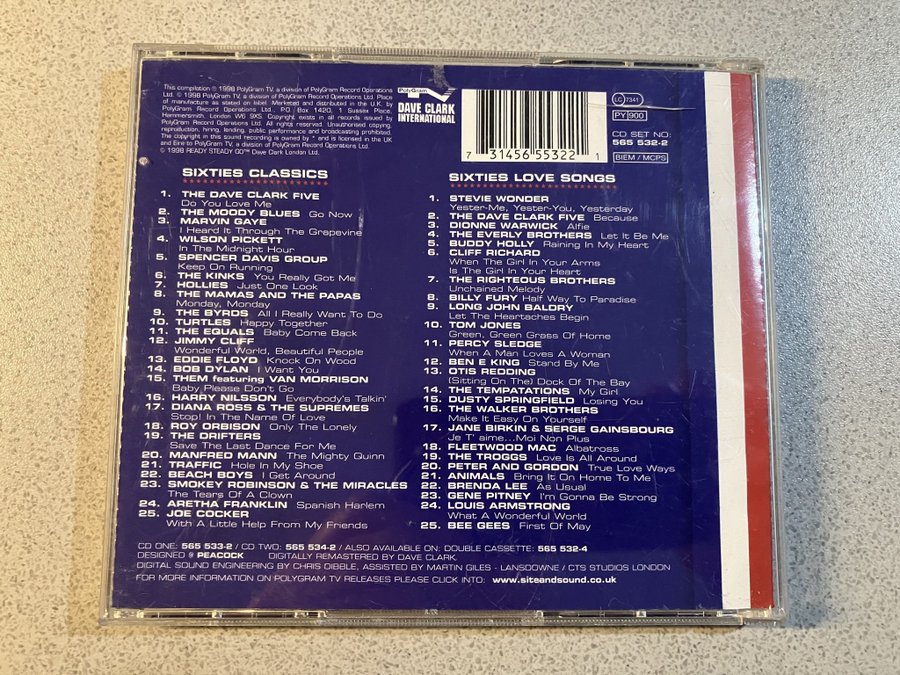 This compilation ℗ 1998 PolyGram TV, a division of PolyGram Record Operations
Ltd. © 1998 PolyGram TV, a division of PolyGram Record Operations Ltd. Place
of manufacture as stated on label. Marketed and distributed in the U.K. by
PolyGram Record Operations Ltd., P.O. Box 1420, 1 Sussex Place,
Hammersmith, London W6 9XS. Copyright exists in all records issued by
PolyGram Record Operations Ltd. All rights reserved. Unauthorised copying,
reproduction, hiring, lending, public performance and broadcasting prohibited.
The copyright in this sound recording is owned by * and is licensed in the UK
and Eire to PolyGram TV, a division of PolyGram Record Operations Ltd.
© 1998 READY STEADY GO™ Dave Clark London Ltd.
PolyGram TV
DAVE CLARK
INTERNATIONAL
7 31456 55322 1
LC 7341
PY 900
CD SET NO:
565 532-2
BIEM / MCPS
SIXTIES CLASSICS
1. THE DAVE CLARK FIVE
Do You Love Me
2. THE MOODY BLUES Go Now
3. MARVIN GAYE
I Heard It Through The Grapevine
4. WILSON PICKETT
In The Midnight Hour
5. SPENCER DAVIS GROUP
Keep On Running
6. THE KINKS You Really Got Me
7. HOLLIES Just One Look
8. THE MAMAS AND THE PAPAS
Monday, Monday
9. THE BYRDS All I Really Want To Do
10. TURTLES Happy Together
11. THE EQUALS Baby Come Back
12. JIMMY CLIFF
Wonderful World, Beautiful People
13. EDDIE FLOYD Knock On Wood
14. BOB DYLAN I Want You
15. THEM featuring VAN MORRISON
Baby Please Don't Go
16. HARRY NILSSON Everybody's Talkin'
17. DIANA ROSS & THE SUPREMES
Stop! In The Name Of Love
18. ROY ORBISON Only The Lonely
19. THE DRIFTERS
Save The Last Dance For Me
20. MANFRED MANN The Mighty Quinn
21. TRAFFIC Hole In My Shoe
22. BEACH BOYS I Get Around
23. SMOKEY ROBINSON & THE MIRACLES
The Tears Of A Clown
24. ARETHA FRANKLIN Spanish Harlem
25. JOE COCKER
With A Little Help From My Friends
SIXTIES LOVE SONGS
1. STEVIE WONDER
Yester-Me, Yester-You, Yesterday
2. THE DAVE CLARK FIVE Because
3. DIONNE WARWICK Alfie
4. THE EVERLY BROTHERS Let It Be Me
5. BUDDY HOLLY Raining In My Heart
6. CLIFF RICHARD
When The Girl In Your Arms
Is The Girl In Your Heart
7. THE RIGHTEOUS BROTHERS
Unchained Melody
8. BILLY FURY Half Way To Paradise
9. LONG JOHN BALDRY
Let The Heartaches Begin
10. TOM JONES
Green, Green Grass Of Home
11. PERCY SLEDGE
When A Man Loves A Woman
12. BEN E KING Stand By Me
13. OTIS REDDING
(Sitting On The) Dock Of The Bay
14. THE TEMPATATIONS My Girl
15. DUSTY SPRINGFIELD Losing You
16. THE WALKER BROTHERS
Make It Easy On Yourself
17. JANE BIRKIN & SERGE GAINSBOURG
Je T' aime...Moi Non Plus
18. FLEETWOOD MAC Albatross
19. THE TROGGS Love Is All Around
20. PETER AND GORDON True Love Ways
21. ANIMALS Bring It On Home To Me
22. BRENDA LEE As Usual
23. GENE PITNEY I'm Gonna Be Strong
24. LOUIS ARMSTRONG
What A Wonderful World
25. BEE GEES First Of May
CD ONE: 565 533-2 / CD TWO: 565 534-2 / ALSO AVAILABLE ON: DOUBLE CASSETTE: 565 532-4
DESIGNED @ PEACOCK DIGITALLY REMASTERED BY DAVE CLARK,
DIGITAL SOUND ENGINEERING BY CHRIS DIBBLE, ASSISTED BY MARTIN GILES - LANSDOWNE / CTS STUDIOS LONDON
FOR MORE INFORMATION ON POLYGRAM TV RELEASES PLEASE CLICK INTO: www.siteandsound.co.uk